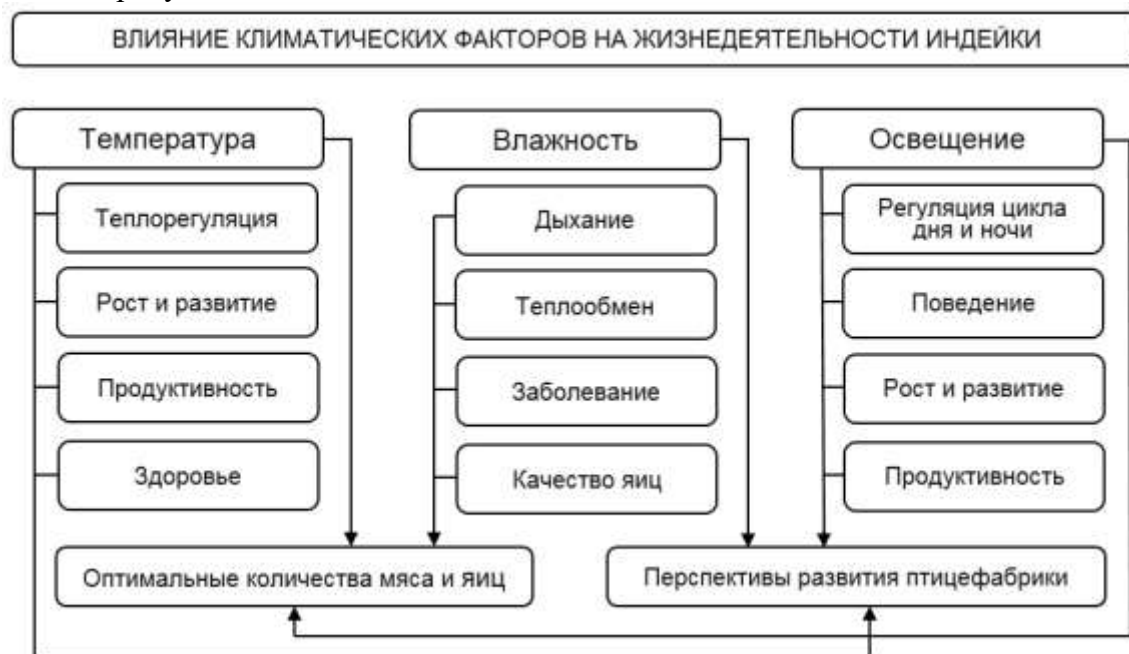 ВЛИЯНИЕ КЛИМАТИЧЕСКИХ ФАКТОРОВ НА ЖИЗНЕДЕЯТЕЛЬНОСТИ ИНДЕЙКИ
Температура
Теплорегуляция
Рост и развитие
Продуктивность
Здоровье
Влажность
Дыхание
Теплообмен
Заболевание
Качество яиц
Освещение
Регуляция цикла
дня и ночи
Поведение
Рост и развитие
Продуктивность
Оптимальные количества мяса и яиц
Перспективы развития птицефабрики